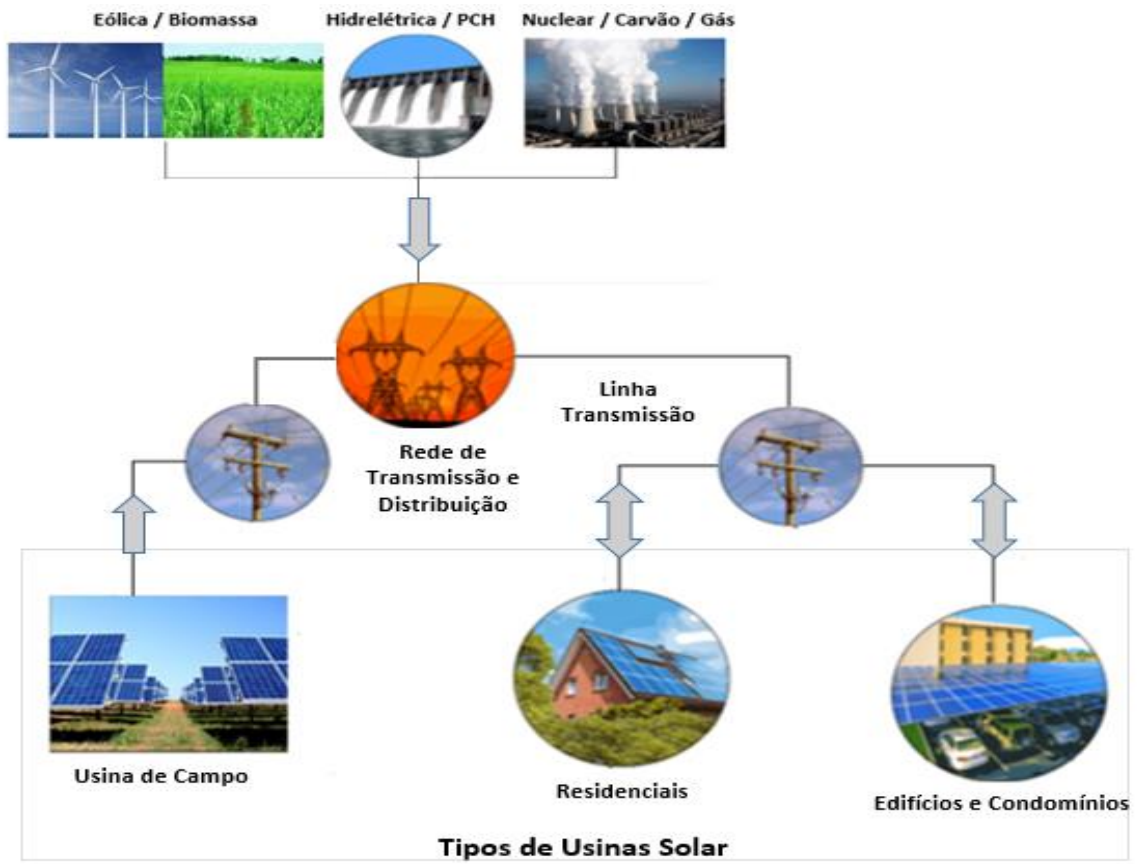 Eólica / Biomassa
Hidrelétrica / PCH
Nuclear / Carvão / Gás
Linha
Transmissão
Rede de
Transmissão e
Distribuição
Usina de Campo
Residenciais
Edifícios e Condomínios
Tipos de Usinas Solar